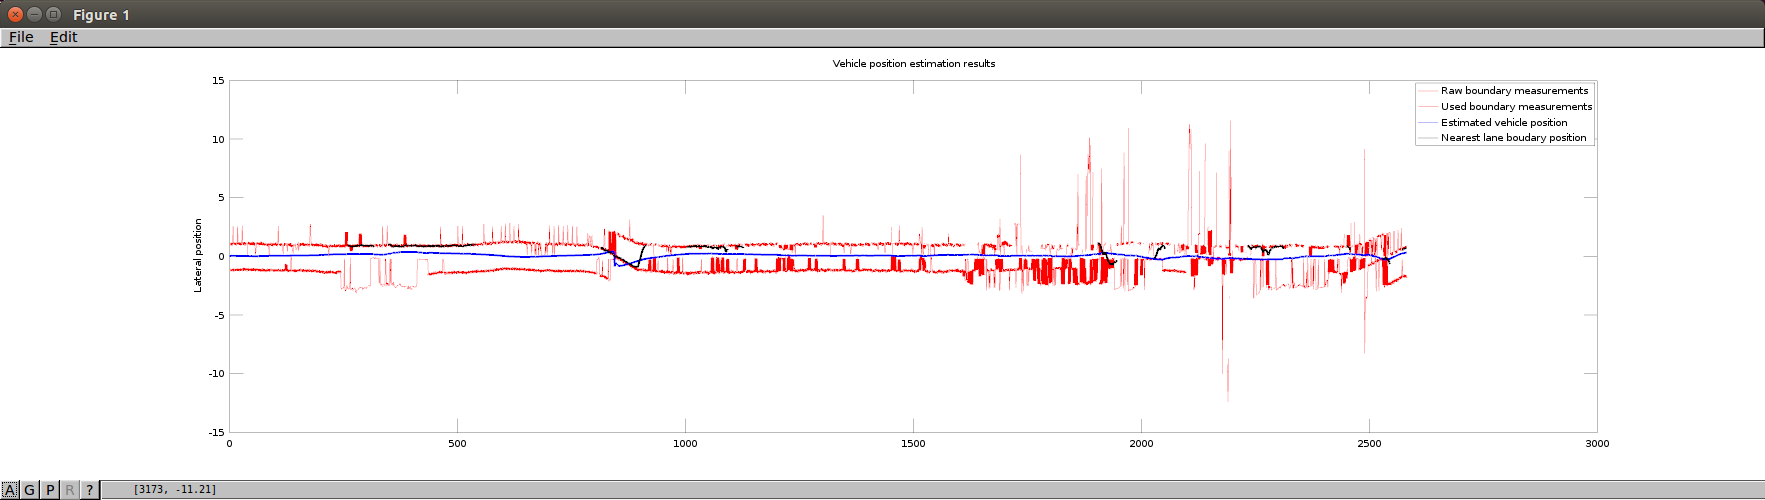 Figure 1
File Edit
Vehicle position estimation results
15
10
5
0
-5
-10
-15
Lateral position
Raw boundary measurements
Used boundary measurements
Estimated vehicle position
Nearest lane boudary position
0 500 1000 1500 2000 2500 3000
A G P R ? [3173, -11.21]